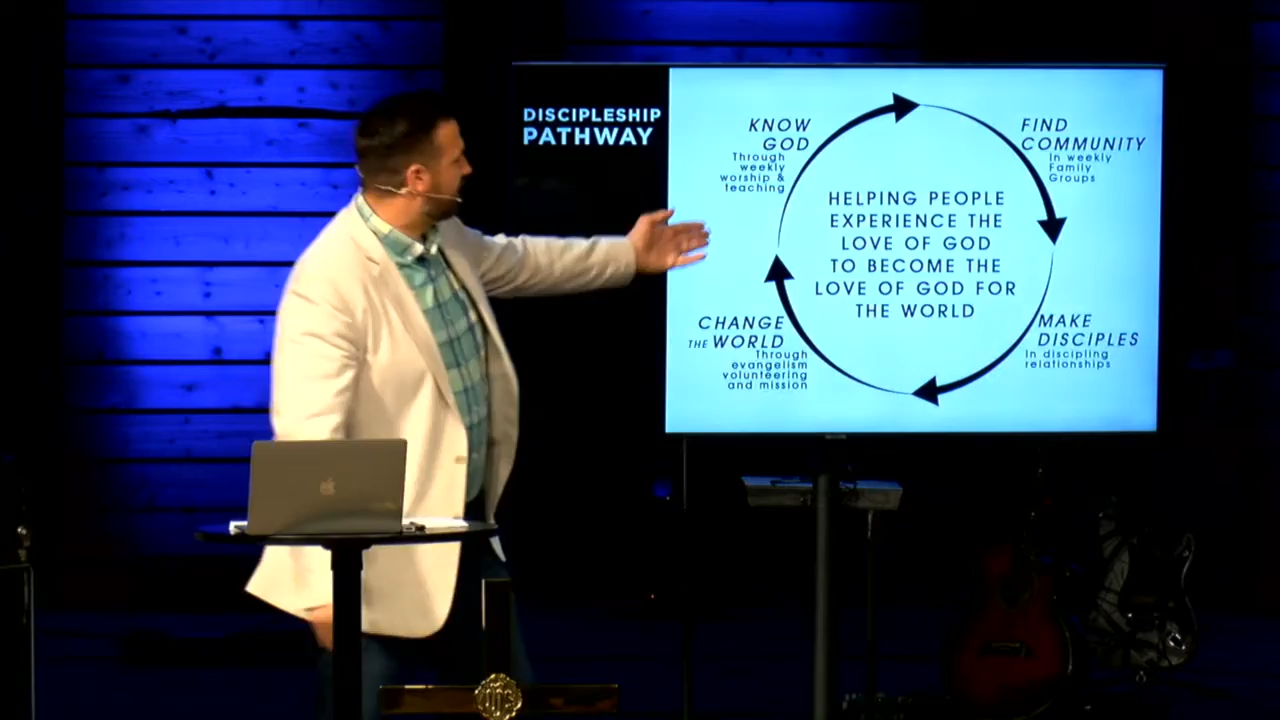 DISCIPLESHIP
PATHWAY
KNOW
GOD
Through
weekly
worship &
teaching
FIND
COMMUNITY
In weekly
Family
Groups
HELPING PEOPLE
EXPERIENCE THE
LOVE OF GOD
TO BECOME THE
LOVE OF GOD FOR
THE WORLD
CHANGE
THE WORLD
Through
evangelism
volunteering
and mission
MAKE
DISCIPLES
In discipling
relationships